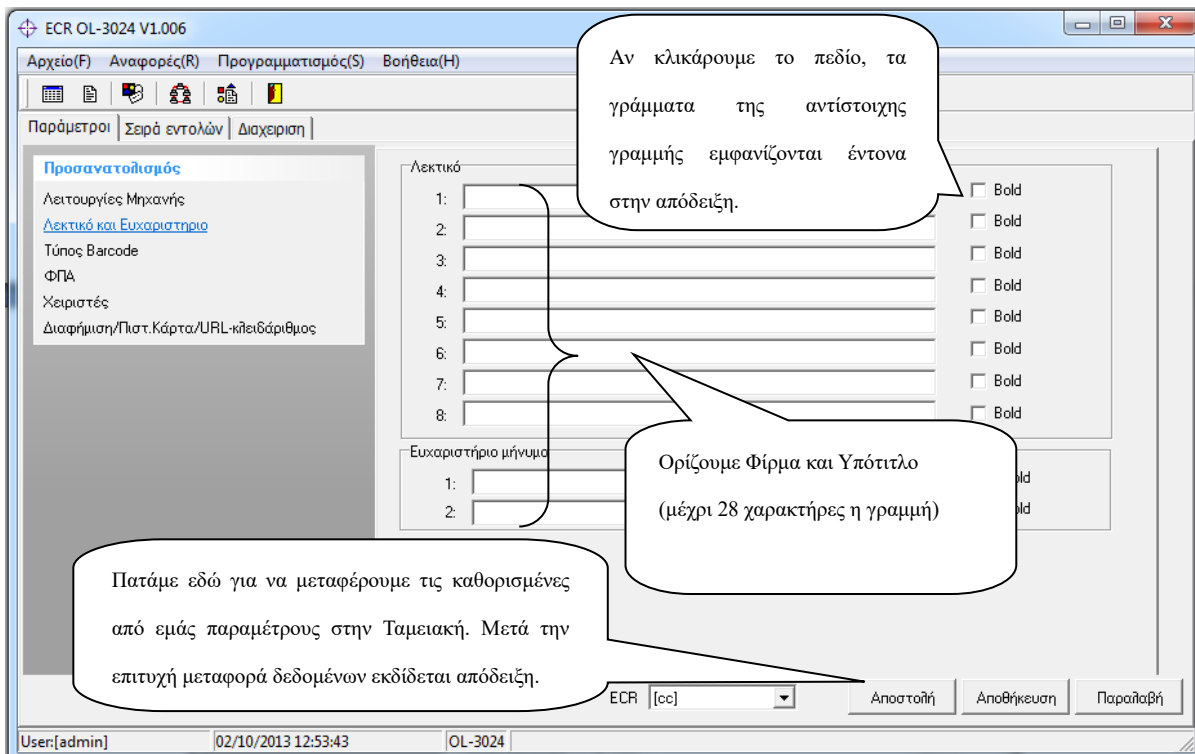 ECR OL-3024 V1.006
Αρχείο(F) Αναφορές(R) Προγραμματισμός(S) Βοήθεια(H)
Παράμετροι Σειρά εντολών Διαχειριση
Προσανατολισμός
Λειτουργίες Μηχανής
Λεκτικό και Ευχαριστηριο
Τύπος Barcode
ΦΠΑ
Χειριστές
Διαφήμιση/Πιστ.Κάρτα/URL-κλειδάριθμος
Αν κλικάρουμε το πεδίο, τα
γράμματα της αντίστοιχης
γραμμής εμφανίζονται έντονα
στην απόδειξη.
Λεκτικό
1: Bold
2: Bold
3: Bold
4: Bold
5: Bold
6: Bold
7: Bold
8: Bold
Ευχαριστήριο μήνυμα
1: old
2: old
Ορίζουμε Φίρμα και Υπότιτλο
(μέχρι 28 χαρακτήρες η γραμμή)
Πατάμε εδώ για να μεταφέρουμε τις καθορισμένες
από εμάς παραμέτρους στην Ταμειακή. Μετά την
επιτυχή μεταφορά δεδομένων εκδίδεται απόδειξη.
ECR [cc] Αποστολή Αποθήκευση Παραλαβή
User:[admin] 02/10/2013 12:53:43 OL-3024